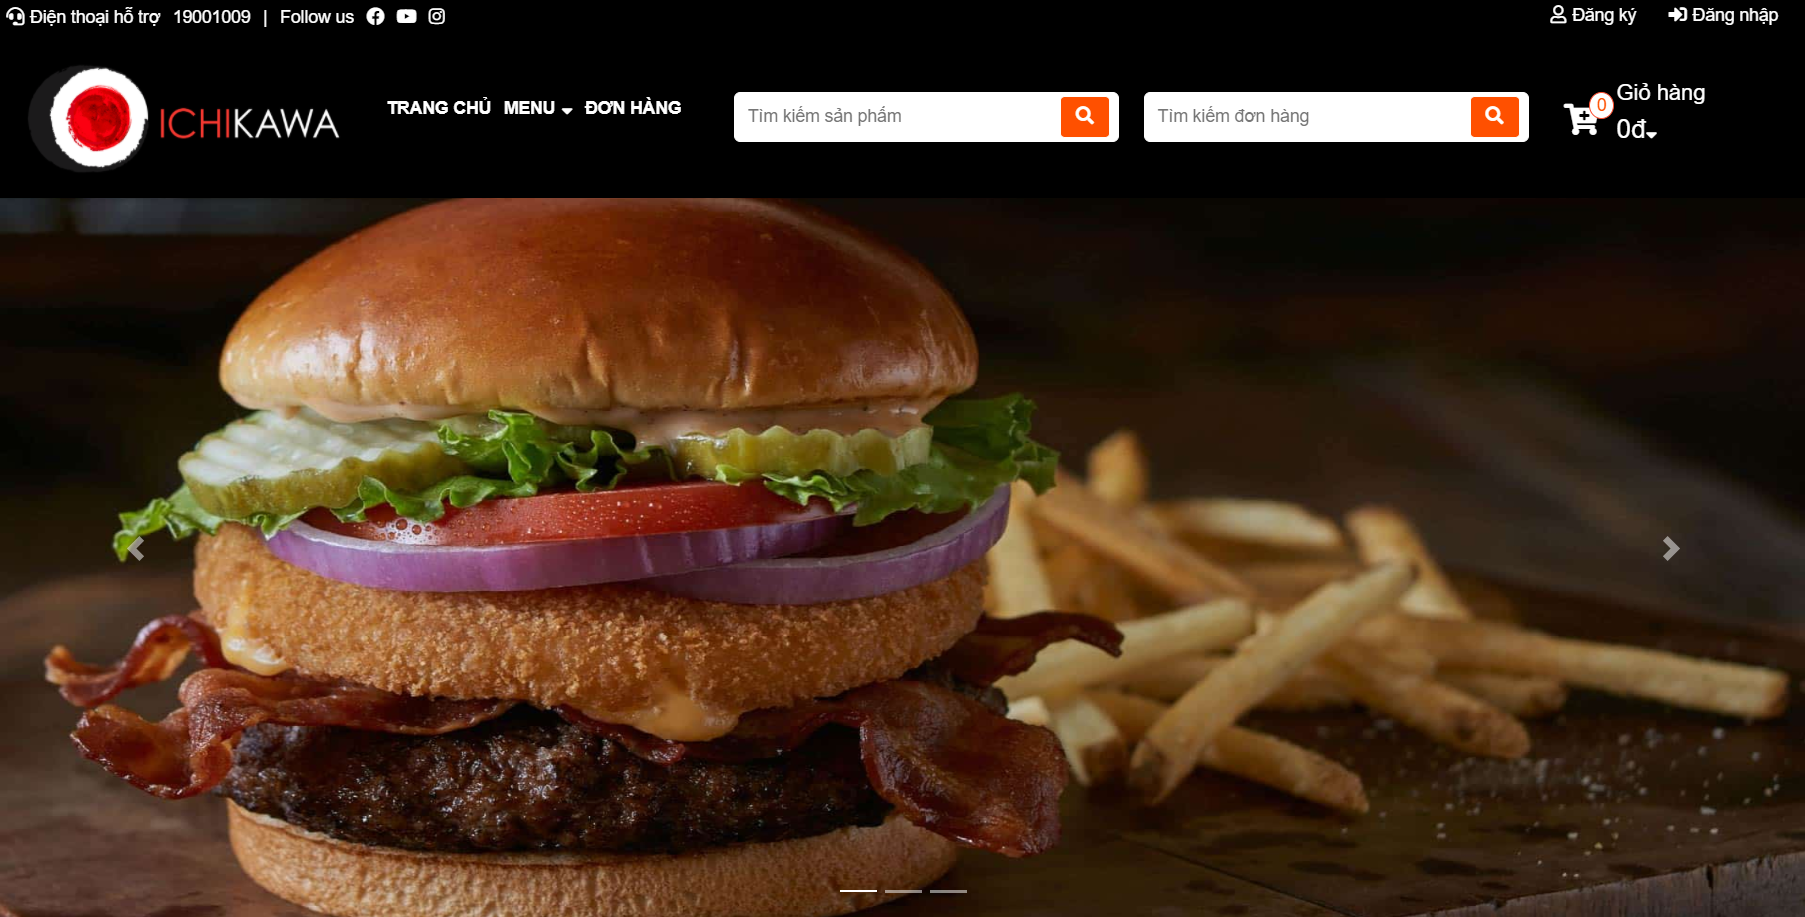 Điện thoại hỗ trợ 19001009 | Follow us
Đăng ký Đăng nhập
ICHIKAWA
TRANG CHỦ MENU ĐƠN HÀNG
Tìm kiếm sản phẩm
Tìm kiếm đơn hàng
0
Giỏ hàng
0đ